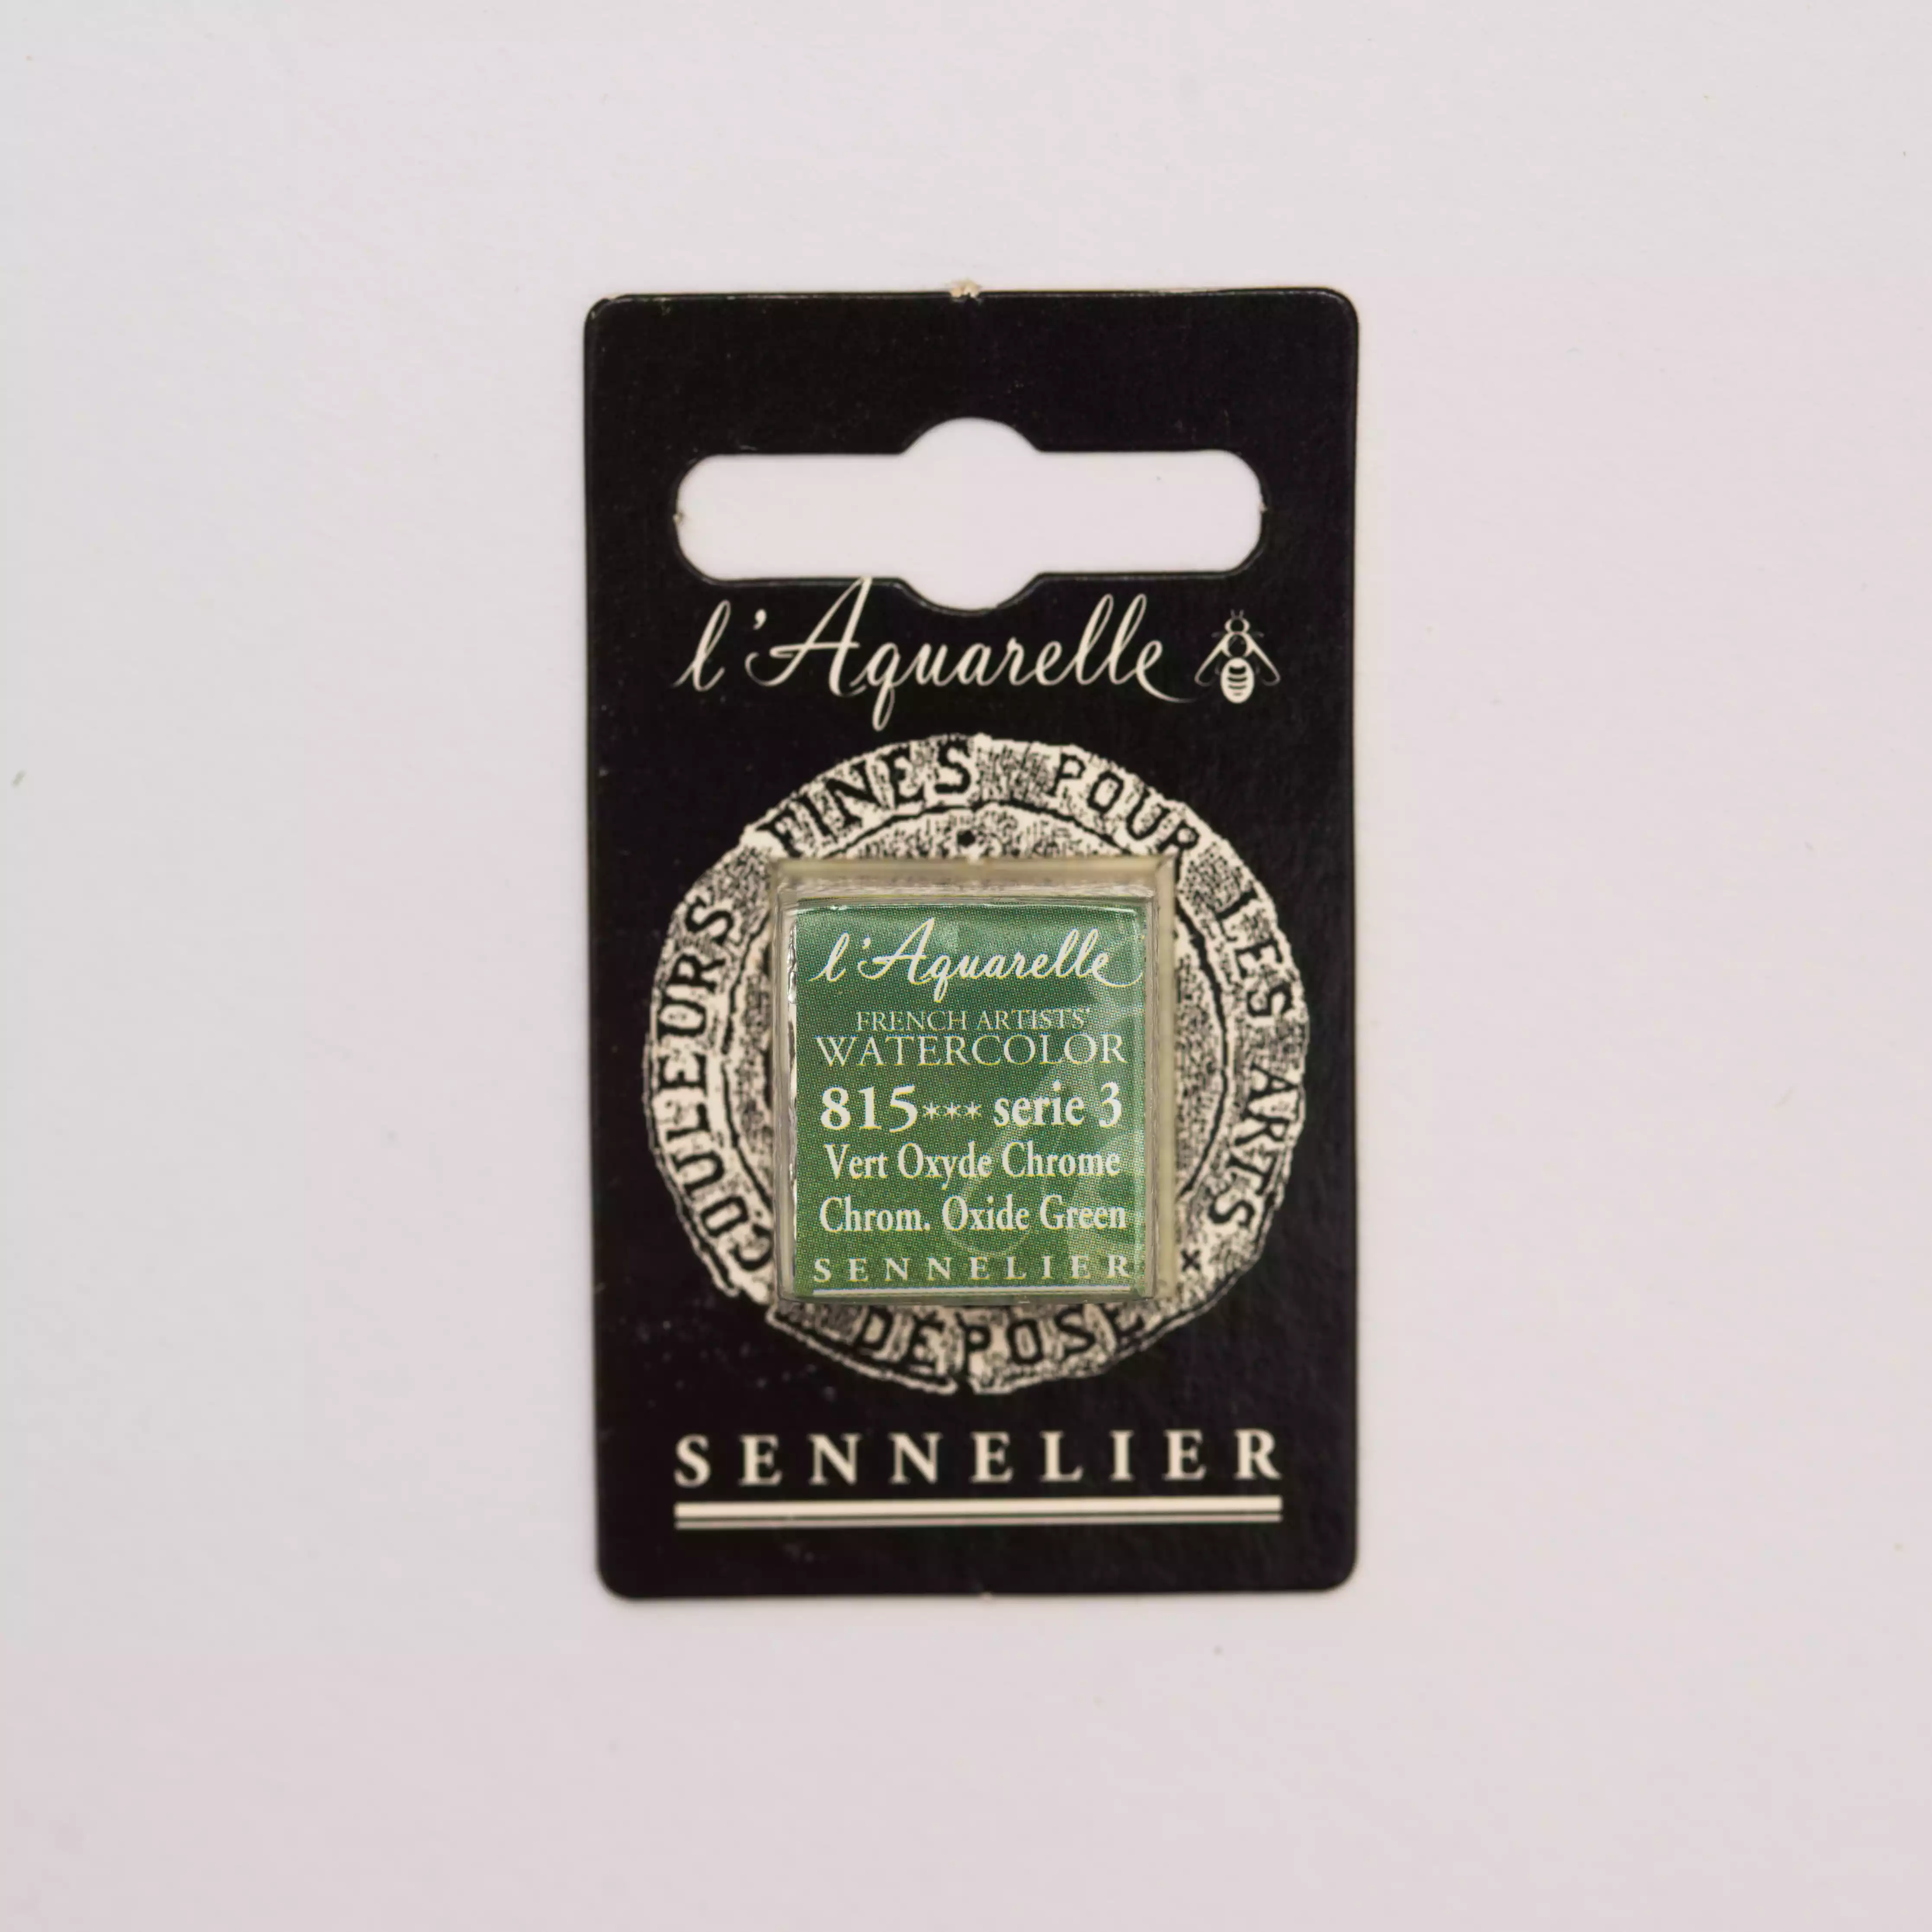 l'Aquarelle
COULEURS FINES POUR LES ARTS
DÉPOSÉ
l'Aquarelle
FRENCH ARTISTS'
WATERCOLOR
815*** serie 3
Vert Oxyde Chrome
Chrom. Oxide Green
SENNELIER
SENNELIER